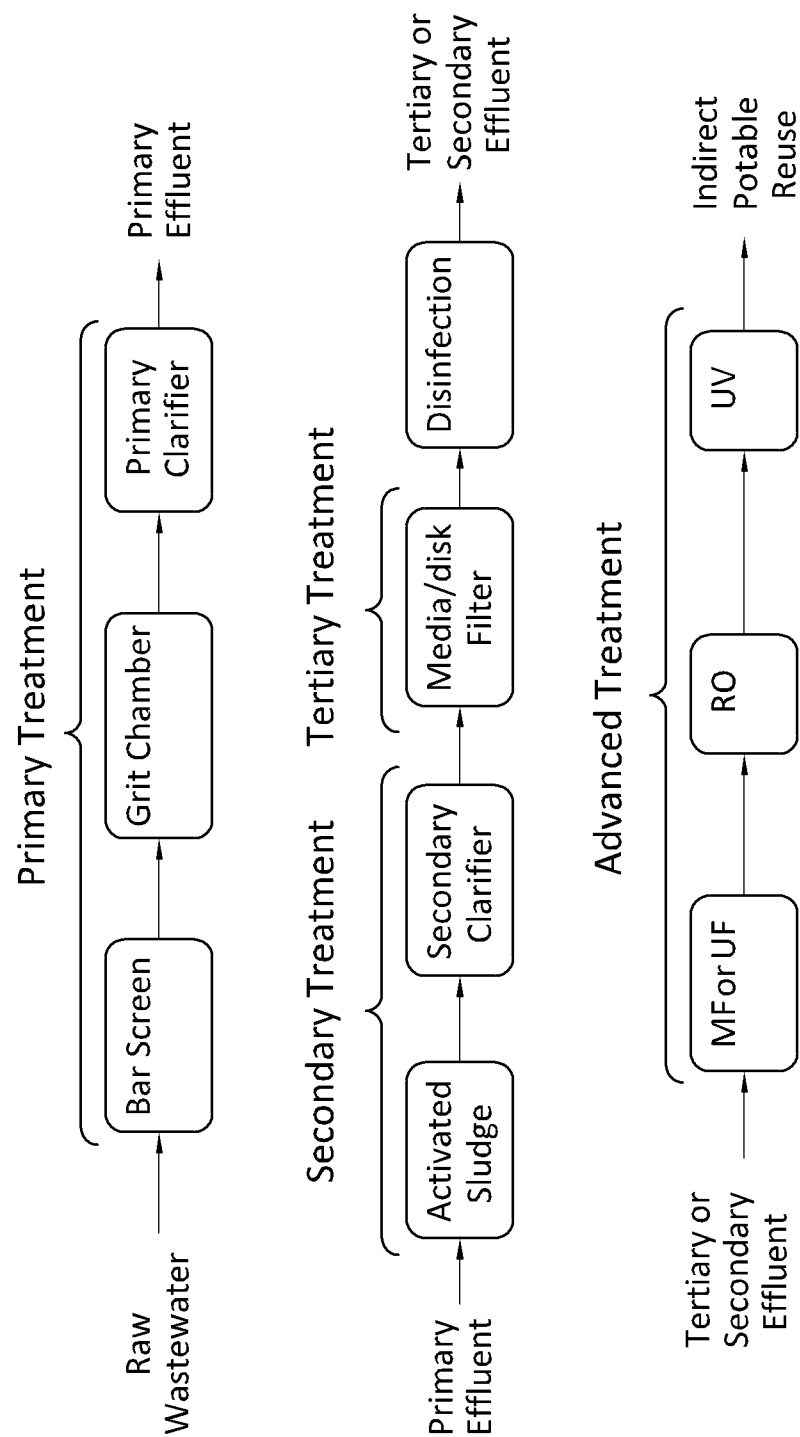 Primary Treatment
Raw
Wastewater
Bar Screen
Grit Chamber
Primary
Clarifier
Primary
Effluent
Secondary Treatment
Tertiary Treatment
Primary
Effluent
Activated
Sludge
Secondary
Clarifier
Media/disk
Filter
Disinfection
Tertiary or
Secondary
Effluent
Advanced Treatment
Tertiary or
Secondary
Effluent
MF or UF
RO
UV
Indirect
Potable
Reuse